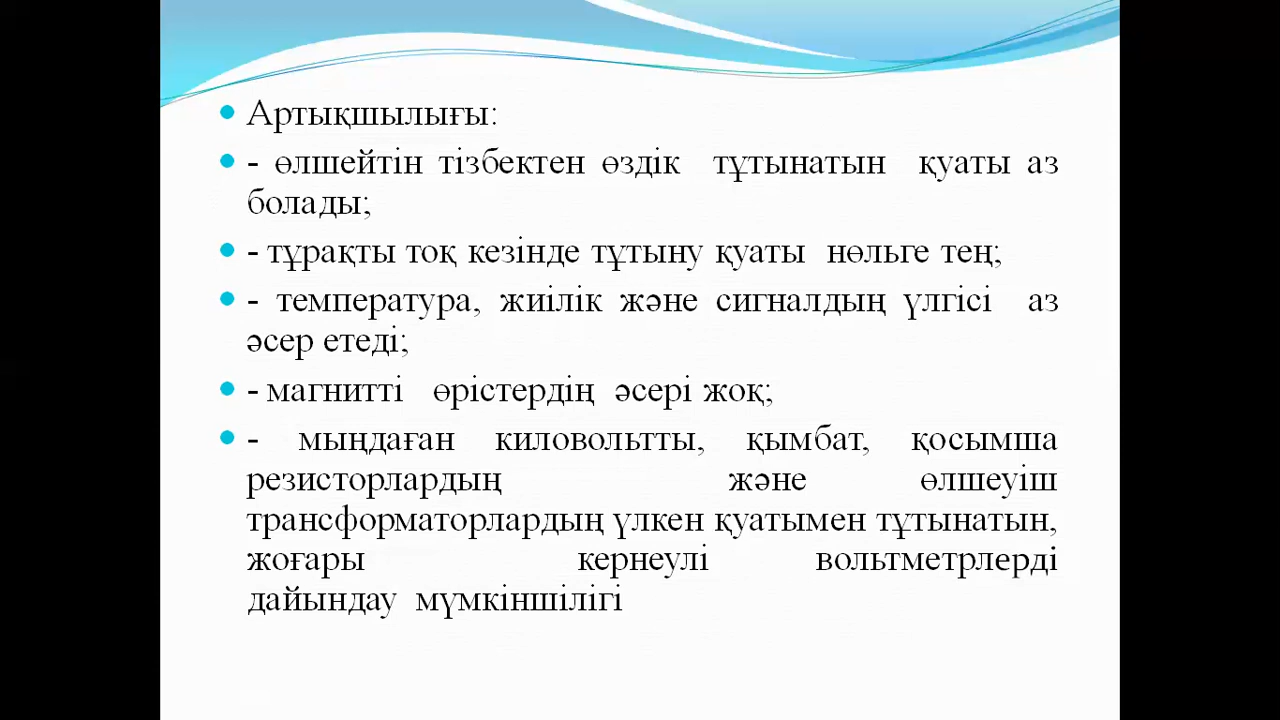 Артықшылығы:
- өлшейтін тізбектен өздік тұтынатын қуаты аз
болады;
- тұрақты тоқ кезінде тұтыну қуаты нөльге тең;
- температура, жиілік және сигналдың үлгісі аз
әсер етеді;
- магнитті өрістердің әсері жоқ;
- мыңдаған киловольтты, қымбат, қосымша
резисторлардың және өлшеуіш
трансформаторлардың үлкен қуатымен тұтынатын,
жоғары кернеулі вольтметрлерді
дайындау мүмкіншілігі